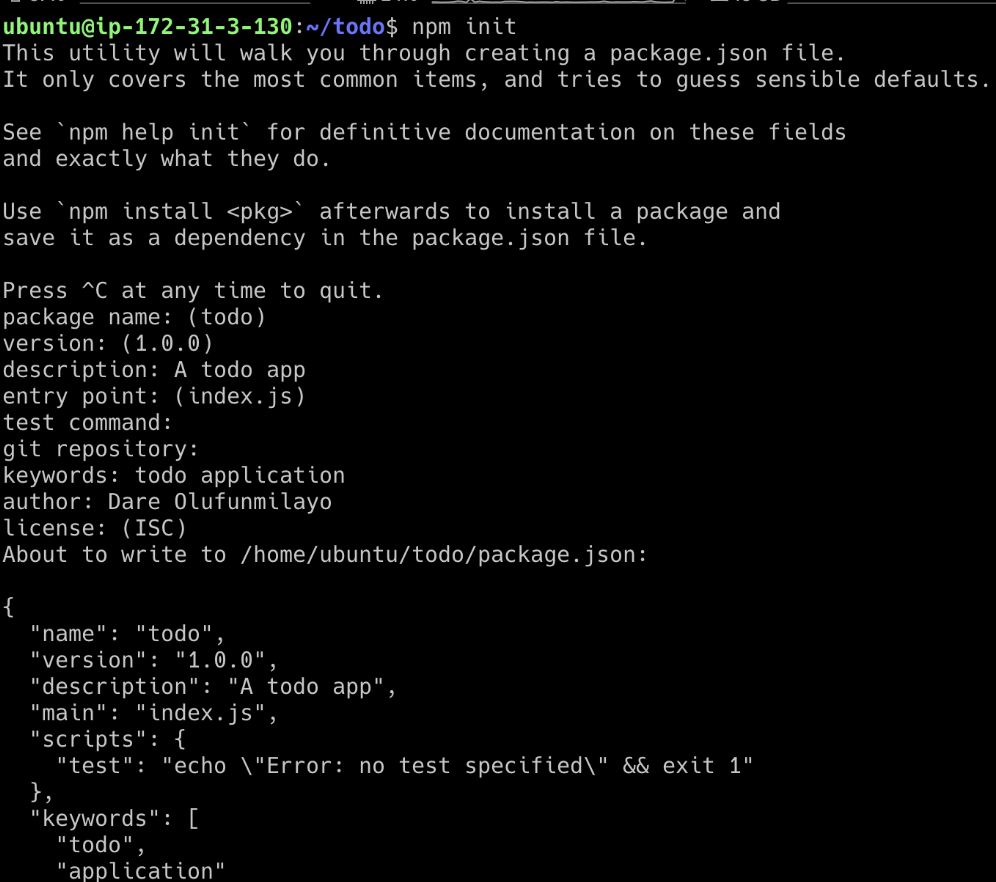 ubuntu@ip-172-31-3-130:~/todo$ npm init
This utility will walk you through creating a package.json file.
It only covers the most common items, and tries to guess sensible defaults.

See `npm help init` for definitive documentation on these fields
and exactly what they do.

Use `npm install <pkg>` afterwards to install a package and
save it as a dependency in the package.json file.

Press ^C at any time to quit.
package name: (todo)
version: (1.0.0)
description: A todo app
entry point: (index.js)
test command:
git repository:
keywords: todo application
author: Dare Olufunmilayo
license: (ISC)
About to write to /home/ubuntu/todo/package.json:

{
  "name": "todo",
  "version": "1.0.0",
  "description": "A todo app",
  "main": "index.js",
  "scripts": {
    "test": "echo \"Error: no test specified\" && exit 1"
  },
  "keywords": [
    "todo",
    "application"